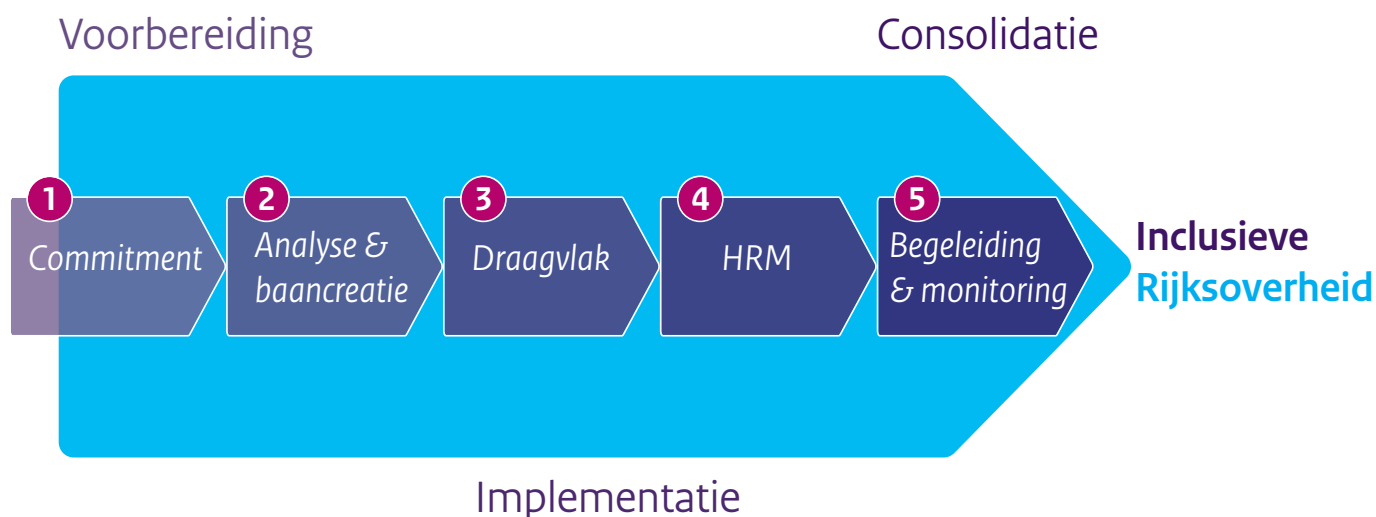 Voorbereiding
Consolidatie
1
Commitment
2
Analyse &
baancreatie
3
Draagvlak
4
HRM
5
Begeleiding
& monitoring
Inclusieve
Rijksoverheid
Implementatie